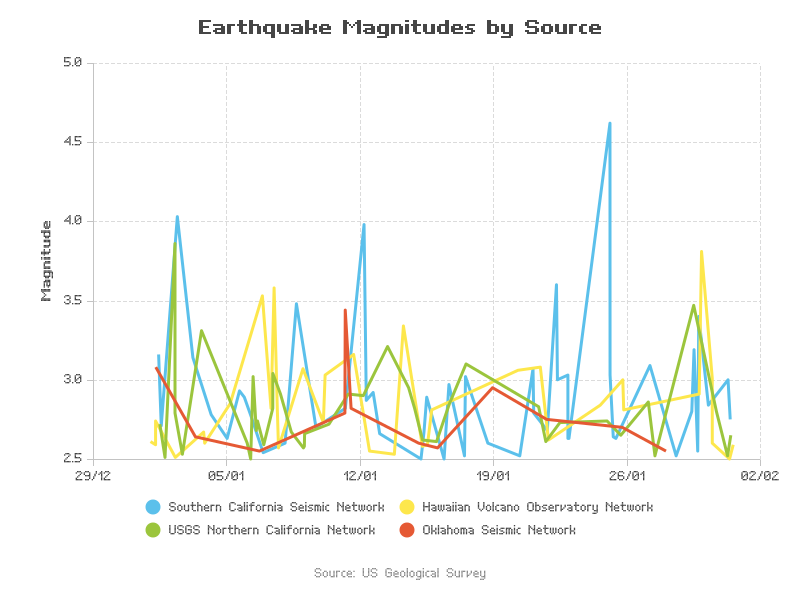 Earthquake Magnitudes by Source
5.0
4.5
4.0
3.5
3.0
2.5
Magnitude
29/12 05/01 12/01 19/01 26/01 02/02
Southern California Seismic Network Hawaiian Volcano Observatory Network
USGS Northern California Network Oklahoma Seismic Network
Source: US Geological Survey